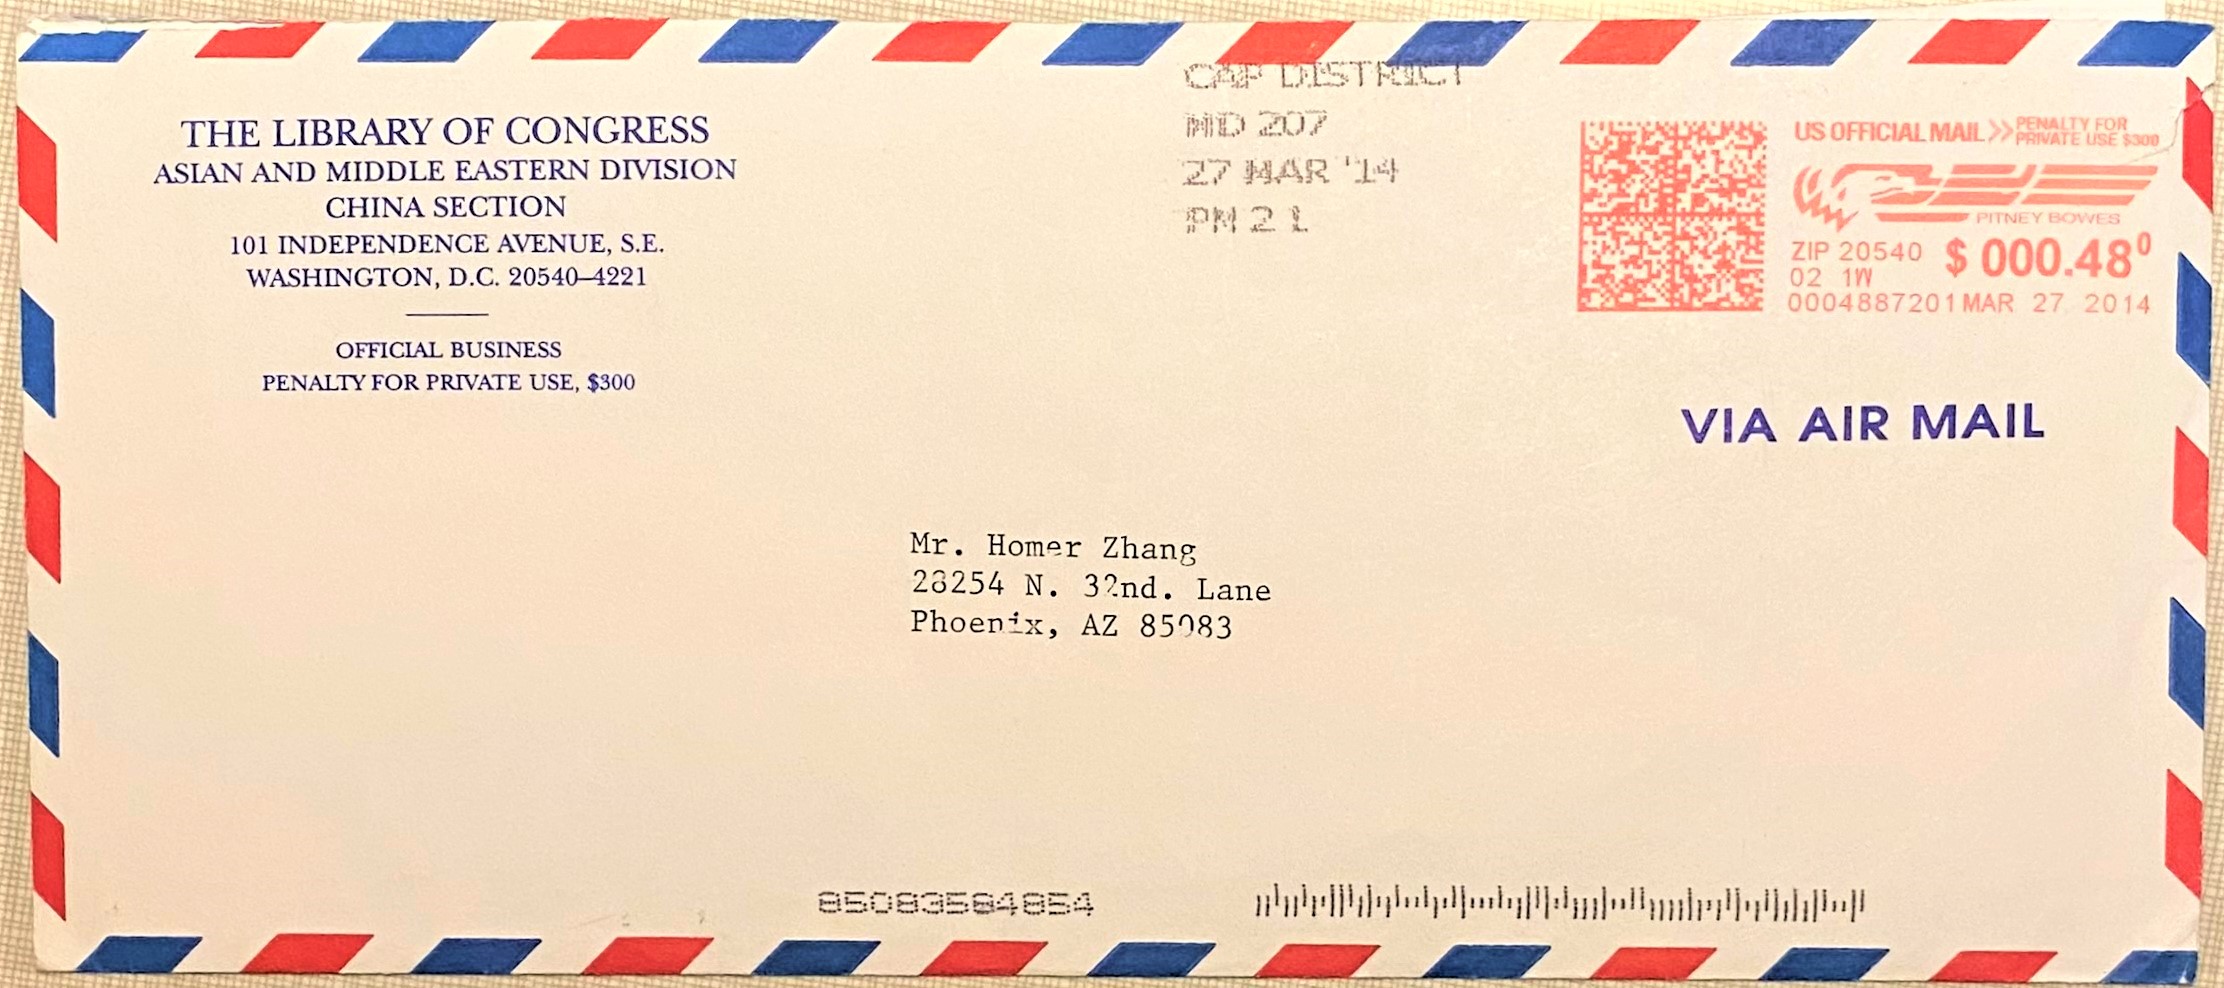 THE LIBRARY OF CONGRESS
ASIAN AND MIDDLE EASTERN DIVISION
CHINA SECTION
101 INDEPENDENCE AVENUE, S.E.
WASHINGTON, D.C. 20540–4221
OFFICIAL BUSINESS
PENALTY FOR PRIVATE USE, $300
CAP DISTRICT
MD 207
27 MAR '14
PM 2 L
US OFFICIAL MAIL >> PENALTY FOR
PRIVATE USE $300
PITNEY BOWES
ZIP 20540 $ 000.48⁰
02 1W
0004887201 MAR 27 2014
VIA AIR MAIL
Mr. Homer Zhang
28254 N. 32nd. Lane
Phoenix, AZ 85083
85083584854